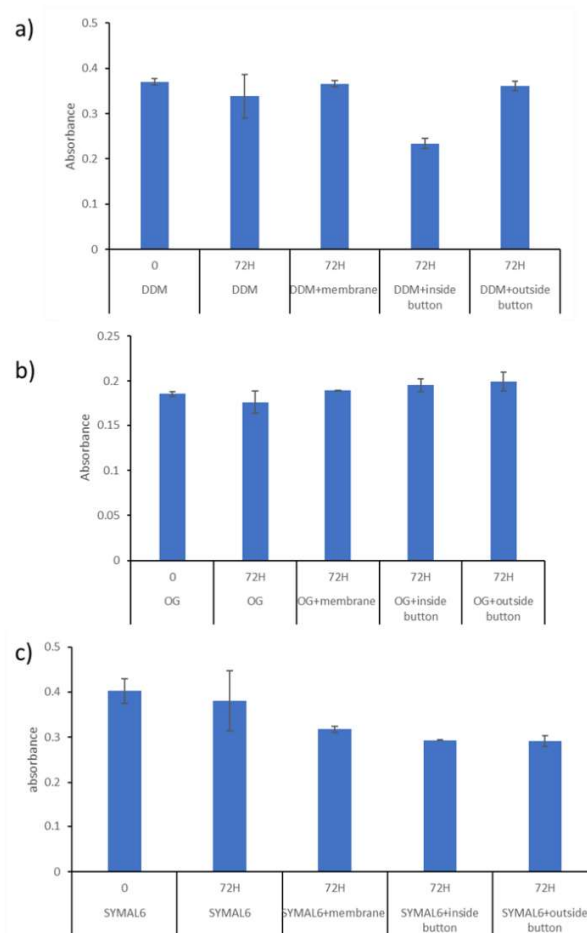 a)
0.5
0.4
0.3
0.2
0.1
0
Absorbance
0 72H 72H 72H 72H
DDM DDM DDM+membrane DDM+inside DDM+outside
button button
b)
0.25
0.2
0.15
0.1
0.05
0
Absorbance
0 72H 72H 72H 72H
OG OG OG+membrane OG+inside OG+outside
button button
c)
0.5
0.4
0.3
0.2
0.1
0
absorbance
0 72H 72H 72H 72H
SYMAL6 SYMAL6 SYMAL6+membrane SYMAL6+inside SYMAL6+outside
button button